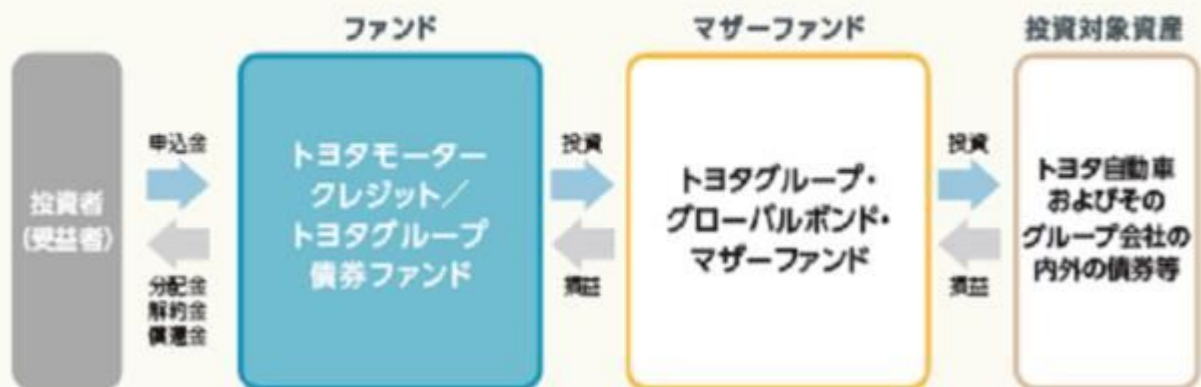 ファンド
マザーファンド
投資対象資産
投資者
(受益者)
申込金
分配金
解約金
償還金
トヨタモーター
クレジット/
トヨタグループ
債券ファンド
投資
損益
トヨタグループ・
グローバルボンド・
マザーファンド
投資
損益
トヨタ自動車
およびその
グループ会社の
内外の債券等